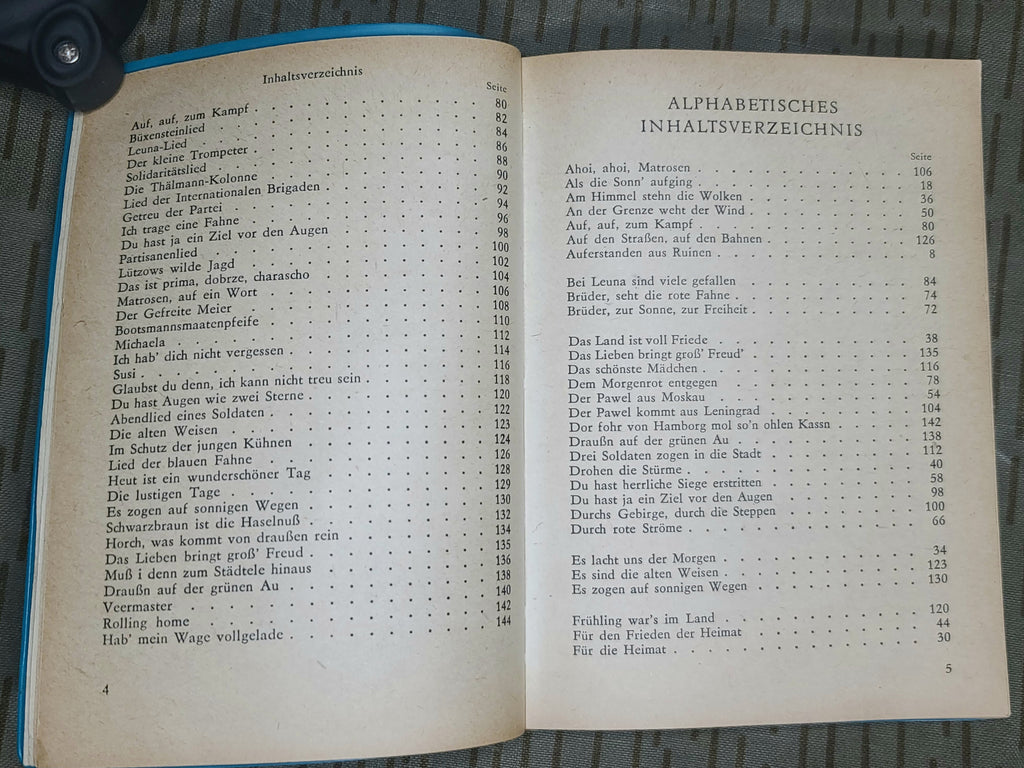 Inhaltsverzeichnis
Seite
Auf, auf, zum Kampf . . . . . . . . . . 80
Büxensteinlied . . . . . . . . . . 82
Leuna-Lied . . . . . . . . . . 84
Der kleine Trompeter . . . . . . . . . . 86
Solidaritätslied . . . . . . . . . . 88
Die Thälmann-Kolonne . . . . . . . . . . 90
Lied der Internationalen Brigaden . . . . . . . . 92
Getreu der Partei . . . . . . . . . . 94
Ich trage eine Fahne . . . . . . . . . . 96
Du hast ja ein Ziel vor den Augen . . . . . . . . 98
Partisanenlied . . . . . . . . . . 100
Lützows wilde Jagd . . . . . . . . . . 102
Das ist prima, dobrze, charascho . . . . . . . . 104
Matrosen, auf ein Wort . . . . . . . . . . 106
Der Gefreite Meier . . . . . . . . . . 108
Bootsmannsmaatenpfeife . . . . . . . . . . 110
Michaela . . . . . . . . . . 112
Ich hab' dich nicht vergessen . . . . . . . . . 114
Susi . . . . . . . . . . 116
Glaubst du denn, ich kann nicht treu sein . . . . . . 118
Du hast Augen wie zwei Sterne . . . . . . . . 120
Abendlied eines Soldaten . . . . . . . . . . 122
Die alten Weisen . . . . . . . . . . 123
Im Schutz der jungen Kühnen . . . . . . . . 124
Lied der blauen Fahne . . . . . . . . . . 126
Heut ist ein wunderschöner Tag . . . . . . . . 128
Die lustigen Tage . . . . . . . . . . 129
Es zogen auf sonnigen Wegen . . . . . . . . 130
Schwarzbraun ist die Haselnuß . . . . . . . . 132
Horch, was kommt von draußen rein . . . . . . . 134
Das Lieben bringt groß' Freud . . . . . . . . 135
Muß i denn zum Städtele hinaus . . . . . . . . 136
Draußn auf der grünen Au . . . . . . . . . 138
Veermaster . . . . . . . . . . 140
Rolling home . . . . . . . . . . 142
Hab' mein Wage vollgelade . . . . . . . . . 144
4
ALPHABETISCHES
INHALTSVERZEICHNIS
Seite
Ahoi, ahoi, Matrosen . . . . . . . . . . 106
Als die Sonn' aufging . . . . . . . . . . 18
Am Himmel stehn die Wolken . . . . . . . . 36
An der Grenze weht der Wind . . . . . . . . 50
Auf, auf, zum Kampf . . . . . . . . . . 80
Auf den Straßen, auf den Bahnen . . . . . . . . 126
Auferstanden aus Ruinen . . . . . . . . . . 8
Bei Leuna sind viele gefallen . . . . . . . . . 84
Brüder, seht die rote Fahne . . . . . . . . . 74
Brüder, zur Sonne, zur Freiheit . . . . . . . . 72
Das Land ist voll Friede . . . . . . . . . . 38
Das Lieben bringt groß' Freud' . . . . . . . . 135
Das schönste Mädchen . . . . . . . . . . 116
Dem Morgenrot entgegen . . . . . . . . . . 78
Der Pawel aus Moskau . . . . . . . . . . 54
Der Pawel kommt aus Leningrad . . . . . . . . 104
Dor fohr von Hamborg mol so'n ohlen Kassn . . . . . 142
Draußn auf der grünen Au . . . . . . . . . 138
Drei Soldaten zogen in die Stadt . . . . . . . . 112
Drohen die Stürme . . . . . . . . . . 40
Du hast herrliche Siege erstritten . . . . . . . . 58
Du hast ja ein Ziel vor den Augen . . . . . . . . 98
Durchs Gebirge, durch die Steppen . . . . . . . . 100
Durch rote Ströme . . . . . . . . . . 66
Es lacht uns der Morgen . . . . . . . . . . 34
Es sind die alten Weisen . . . . . . . . . . 123
Es zogen auf sonnigen Wegen . . . . . . . . 130
Frühling war's im Land . . . . . . . . . . 120
Für den Frieden der Heimat . . . . . . . . . 44
Für die Heimat . . . . . . . . . . 30
5